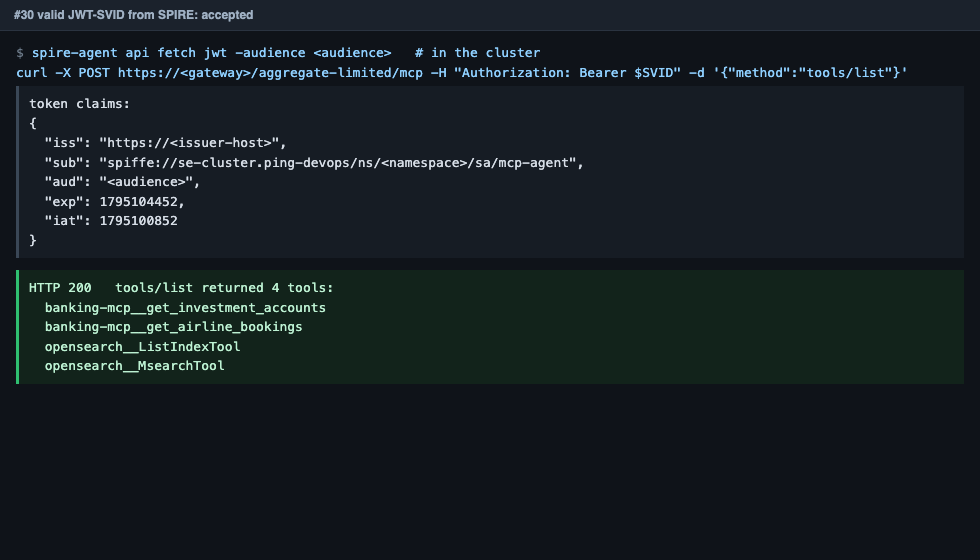 #30 valid JWT-SVID from SPIRE: accepted
$ spire-agent api fetch jwt -audience <audience>   # in the cluster
curl -X POST https://<gateway>/aggregate-limited/mcp -H "Authorization: Bearer $SVID" -d '{"method":"tools/list"}'
token claims:
{
  "iss": "https://<issuer-host>",
  "sub": "spiffe://se-cluster.ping-devops/ns/<namespace>/sa/mcp-agent",
  "aud": "<audience>",
  "exp": 1795104452,
  "iat": 1795100852
}
HTTP 200   tools/list returned 4 tools:
  banking-mcp__get_investment_accounts
  banking-mcp__get_airline_bookings
  opensearch__ListIndexTool
  opensearch__MsearchTool